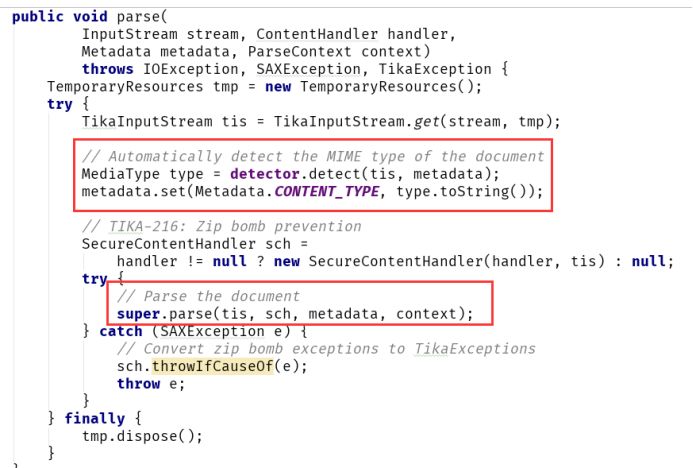 public void parse(
InputStream stream, ContentHandler handler,
Metadata metadata, ParseContext context)
throws IOException, SAXException, TikaException {
TemporaryResources tmp = new TemporaryResources();
try {
TikaInputStream tis = TikaInputStream.get(stream, tmp);
// Automatically detect the MIME type of the document
MediaType type = detector.detect(tis, metadata);
metadata.set(Metadata.CONTENT_TYPE, type.toString());
// TIKA-216: Zip bomb prevention
SecureContentHandler sch =
handler != null ? new SecureContentHandler(handler, tis) : null;
try {
// Parse the document
super.parse(tis, sch, metadata, context);
} catch (SAXException e) {
// Convert zip bomb exceptions to TikaExceptions
sch.throwIfCauseOf(e);
throw e;
}
} finally {
tmp.dispose();
}
}